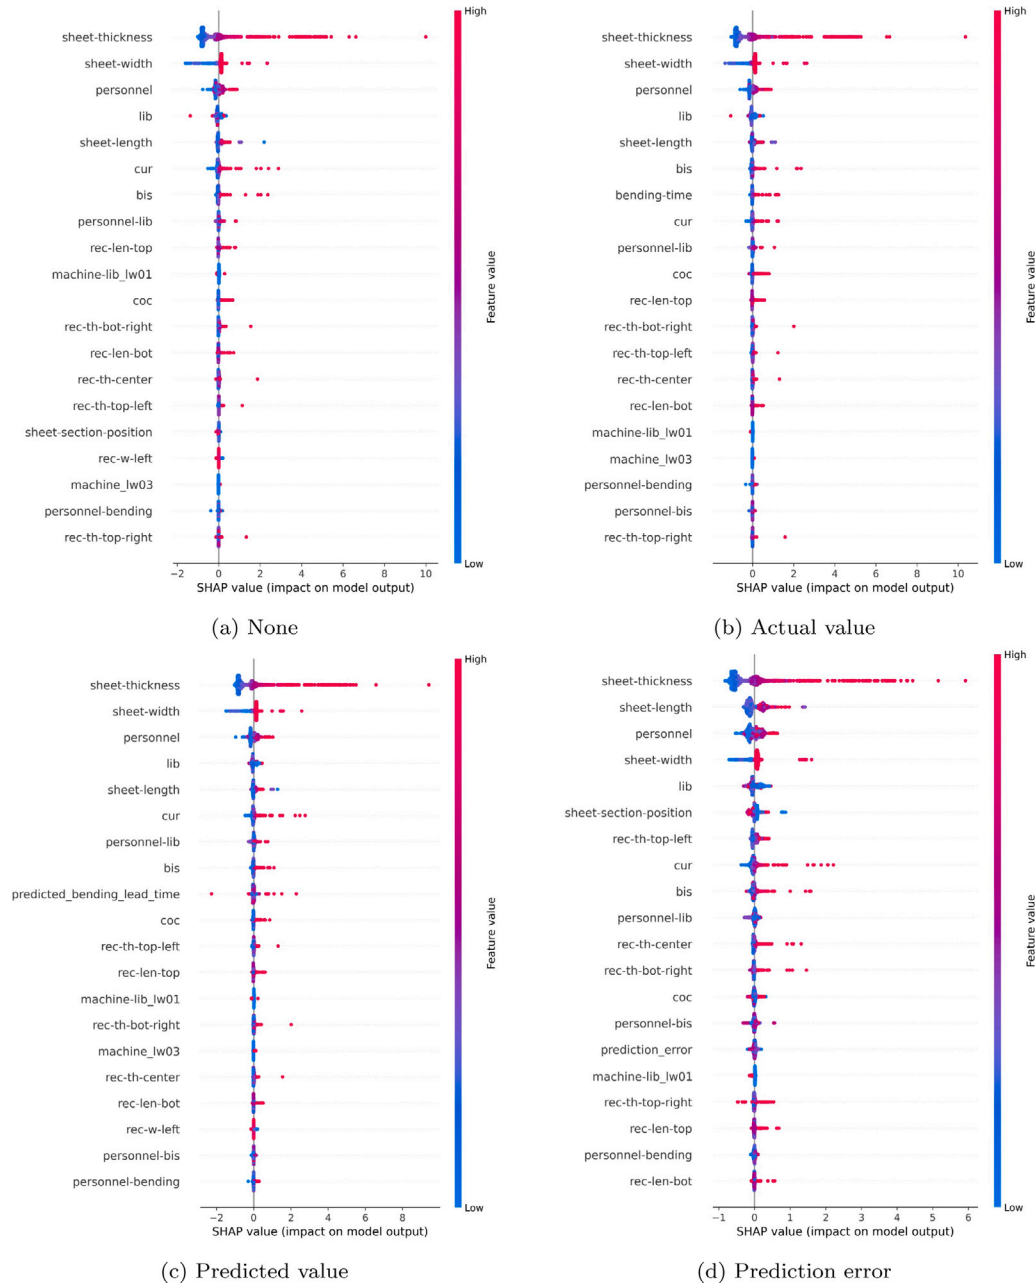 High
sheet-thickness
sheet-width
personnel
lib
sheet-length
cur
bis
personnel-lib
rec-len-top
machine-lib_lw01
coc
rec-th-bot-right
rec-len-bot
rec-th-center
rec-th-top-left
sheet-section-position
rec-w-left
machine_lw03
personnel-bending
rec-th-top-right
Feature value
Low
−2 0 2 4 6 8 10
SHAP value (impact on model output)
(a) None
High
sheet-thickness
sheet-width
personnel
lib
sheet-length
bis
bending-time
cur
personnel-lib
coc
rec-len-top
rec-th-bot-right
rec-th-top-left
rec-th-center
rec-len-bot
machine-lib_lw01
machine_lw03
personnel-bending
personnel-bis
rec-th-top-right
Feature value
Low
−2 0 2 4 6 8 10
SHAP value (impact on model output)
(b) Actual value
High
sheet-thickness
sheet-width
personnel
lib
sheet-length
cur
personnel-lib
bis
predicted_bending_lead_time
coc
rec-th-top-left
rec-len-top
machine-lib_lw01
rec-th-bot-right
machine_lw03
rec-th-center
rec-len-bot
rec-w-left
personnel-bis
personnel-bending
Feature value
Low
−2 0 2 4 6 8
SHAP value (impact on model output)
(c) Predicted value
High
sheet-thickness
sheet-length
personnel
sheet-width
lib
sheet-section-position
rec-th-top-left
cur
bis
personnel-lib
rec-th-center
rec-th-bot-right
coc
personnel-bis
prediction_error
machine-lib_lw01
rec-th-top-right
rec-len-top
personnel-bending
rec-len-bot
Feature value
Low
−1 0 1 2 3 4 5 6
SHAP value (impact on model output)
(d) Prediction error